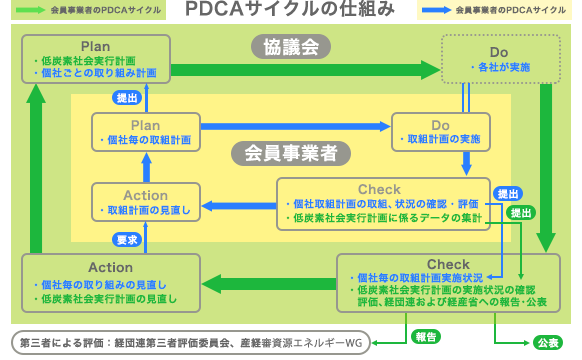 会員事業者のPDCAサイクル
PDCAサイクルの仕組み
会員事業者のPDCAサイクル
協議会
Plan
・低炭素社会実行計画
・個社ごとの取り組み計画
Do
・各社が実施
提出
Plan
・個社毎の取組計画
Do
・取組計画の実施
会員事業者
Action
・取組計画の見直し
Check
・個社取組計画の取組、状況の確認・評価
・低炭素社会実行計画に係るデータの集計
提出
提出
要求
Action
・個社毎の取り組みの見直し
・低炭素社会実行計画の見直し
Check
・個社毎の取組計画実施状況
・低炭素社会実行計画の実施状況の確認
評価、経団連および経産省への報告・公表
第三者による評価：経団連第三者評価委員会、産経審資源エネルギーWG
報告
公表